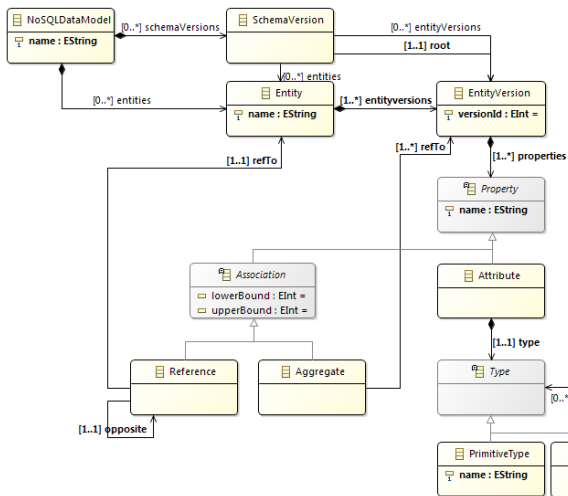 NoSQLDataModel
name : EString
[0..*] schemaVersions
SchemaVersion
[0..*] entityVersions
[1..1] root
[0..*] entities
[0..*] entities
Entity
name : EString
[1..*] entityversions
EntityVersion
versionId : EInt =
[1..1] refTo
[1..*] refTo
[1..*] properties
Property
name : EString
Association
lowerBound : EInt =
upperBound : EInt =
Attribute
[1..1] type
Reference
Aggregate
Type
[0..*
[1..1] opposite
PrimitiveType
name : EString